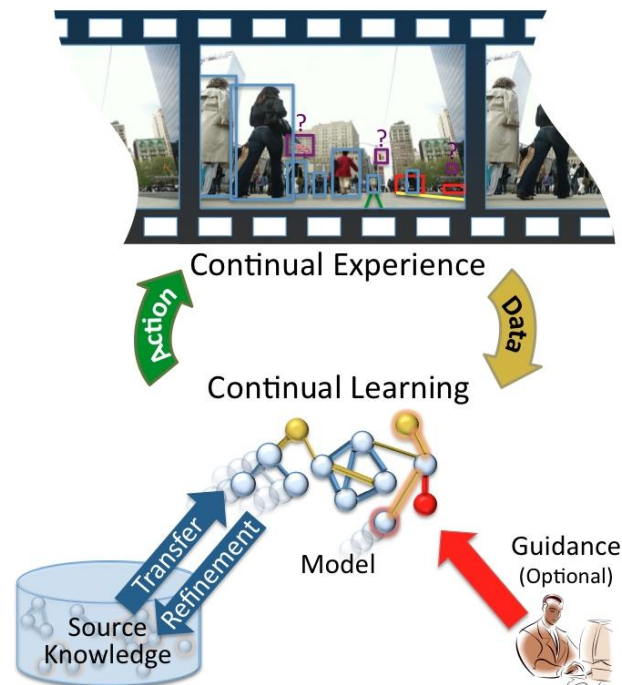 ?
?
?
Continual Experience
Action
Data
Continual Learning
Transfer
Refinement
Model
Guidance
(Optional)
Source
Knowledge